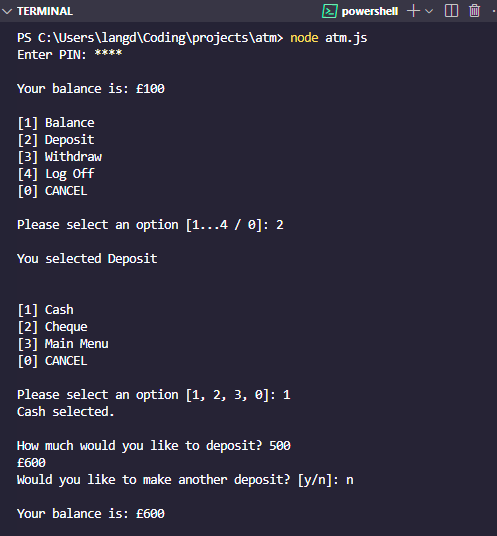 TERMINAL
powershell
PS C:\Users\langd\Coding\projects\atm> node atm.js
Enter PIN: ****
Your balance is: £100
[1] Balance
[2] Deposit
[3] Withdraw
[4] Log Off
[0] CANCEL
Please select an option [1...4 / 0]: 2
You selected Deposit
[1] Cash
[2] Cheque
[3] Main Menu
[0] CANCEL
Please select an option [1, 2, 3, 0]: 1
Cash selected.
How much would you like to deposit? 500
£600
Would you like to make another deposit? [y/n]: n
Your balance is: £600